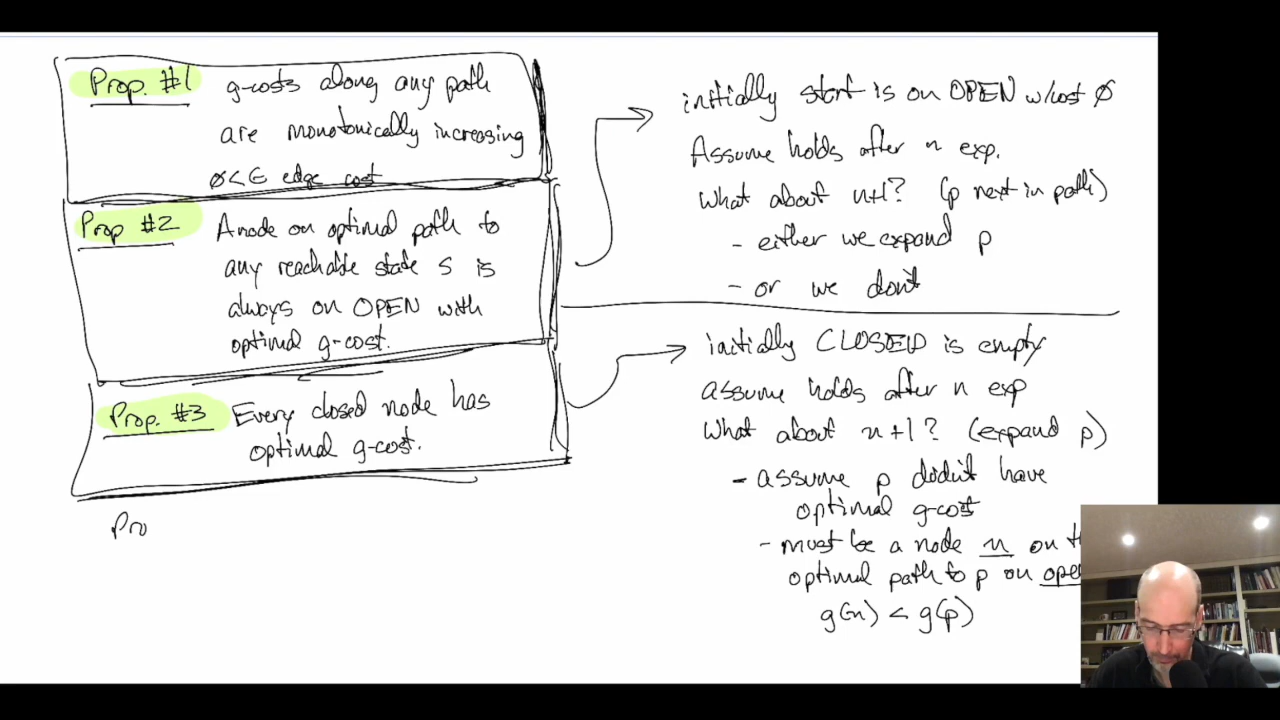 Prop. #1 g-costs along any path
are monotonically increasing
Ø < ϵ edge cost
Prop #2 A node on optimal path to
any reachable state s is
always on OPEN with
optimal g-cost.
Prop. #3 Every closed node has
optimal g-cost.
Pro
initially start is on OPEN w/cost Ø
Assume holds after n exp.
What about n+1? (p next in path)
- either we expand p
- or we don't
initially CLOSED is empty
assume holds after n exp
What about n+1? (expand p)
- assume p didn't have
optimal g-cost
- must be a node n on th
optimal path to p on open
g(n) < g(p)